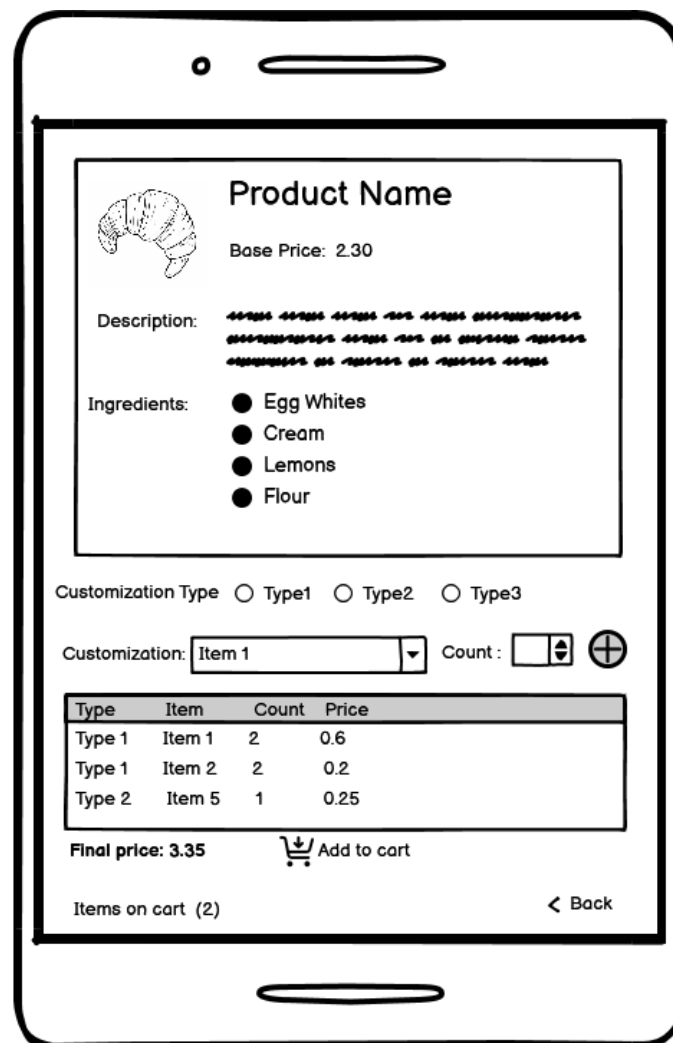 Product Name
Base Price: 2.30
Description:
Ingredients:
Egg Whites
Cream
Lemons
Flour
Customization Type Type1 Type2 Type3
Customization: Item 1 Count :
Type Item Count Price
Type 1 Item 1 2 0.6
Type 1 Item 2 2 0.2
Type 2 Item 5 1 0.25
Final price: 3.35 Add to cart
Items on cart (2) < Back